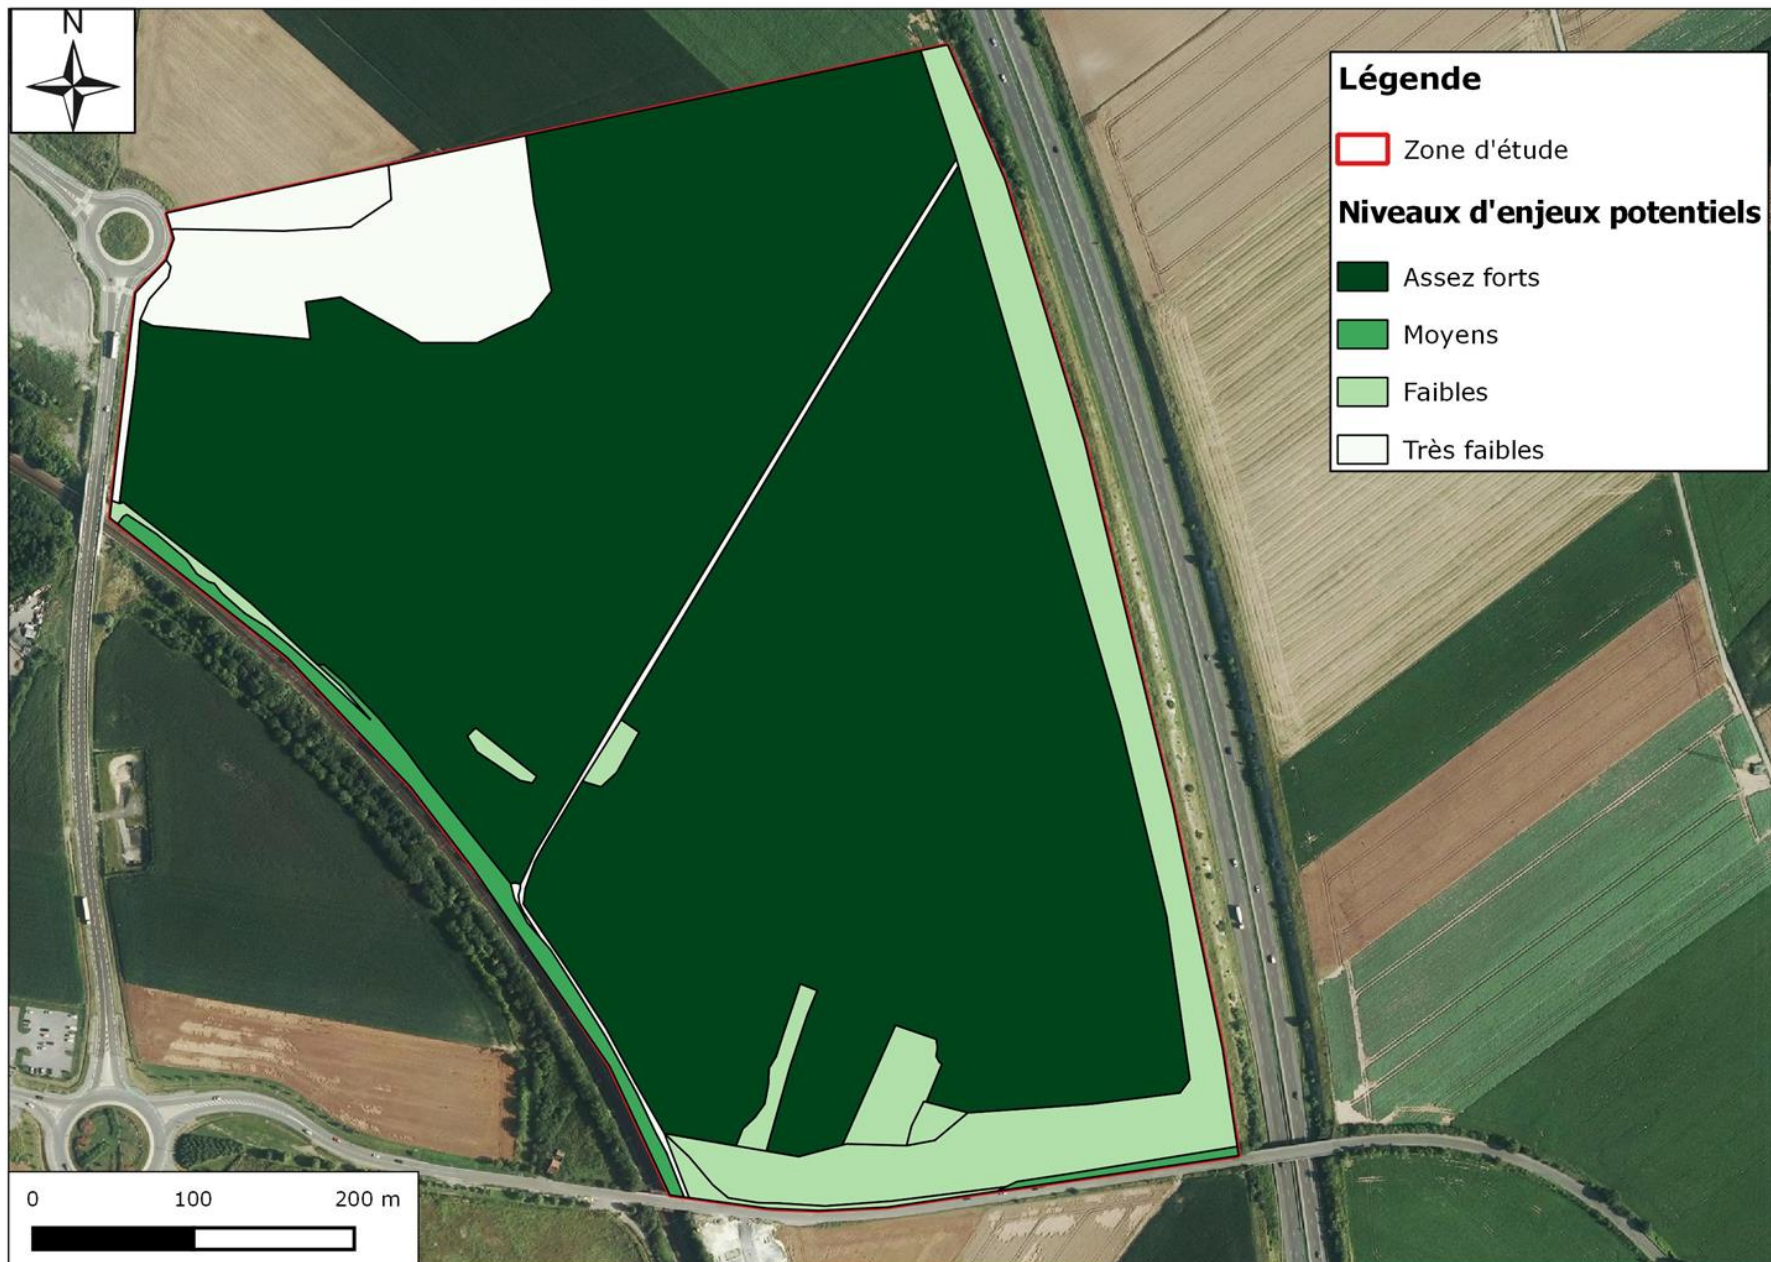 N
Légende
Zone d'étude
Niveaux d'enjeux potentiels
Assez forts
Moyens
Faibles
Très faibles
0 100 200 m